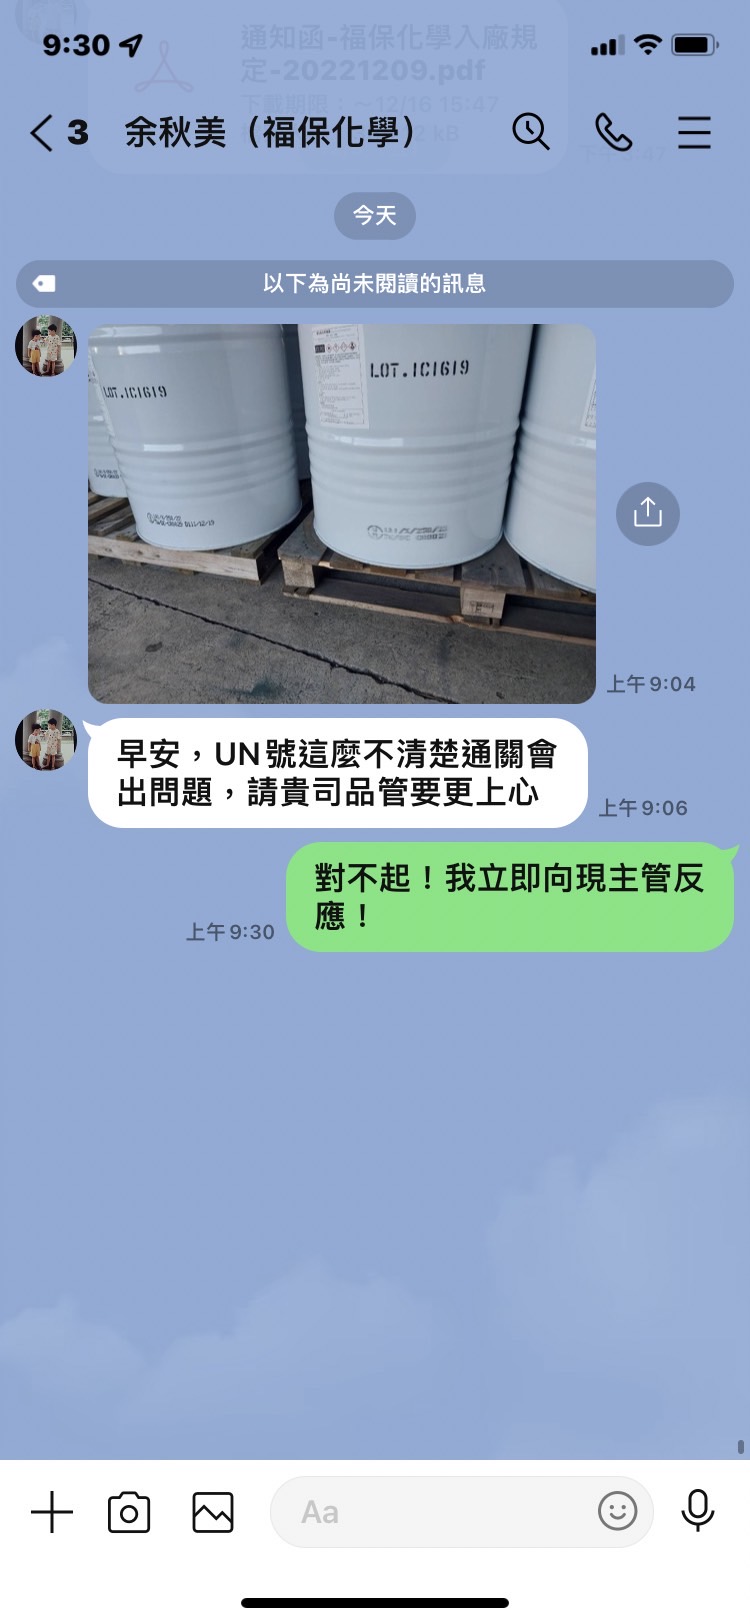 9:30
通知函-福保化學入廠規
定-20221209.pdf
下載期限：～12/16 15:47
kB
3 余秋美（福保化學）
今天
以下為尚未閱讀的訊息
LOT.1C1619
LOT.1C1619
上午 9:04
早安，UN號這麼不清楚通關會
出問題，請貴司品管要更上心
上午 9:06
對不起！我立即向現主管反
應！
上午 9:30
Aa